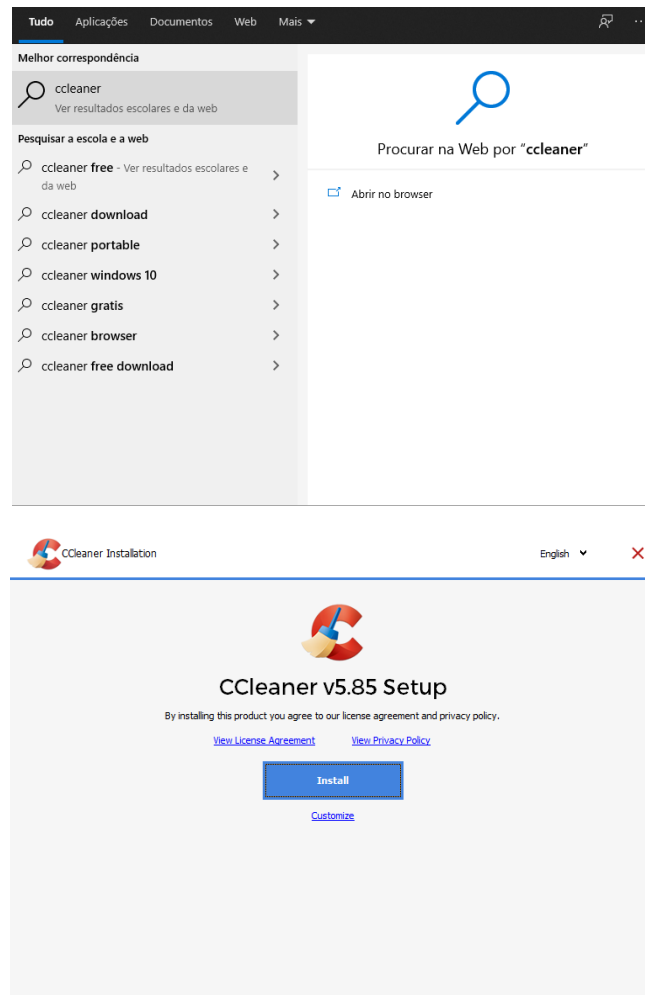 Tudo Aplicações Documentos Web Mais
Melhor correspondência
ccleaner
Ver resultados escolares e da web
Pesquisar a escola e a web
ccleaner free - Ver resultados escolares e
da web
ccleaner download
ccleaner portable
ccleaner windows 10
ccleaner gratis
ccleaner browser
ccleaner free download
Procurar na Web por “ccleaner”
Abrir no browser
CCleaner Installation
English
CCleaner v5.85 Setup
By installing this product you agree to our license agreement and privacy policy.
View License Agreement View Privacy Policy
Install
Customize